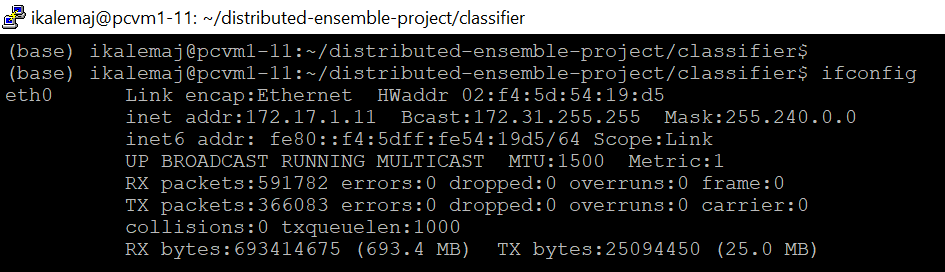 ikalemaj@pcvm1-11: ~/distributed-ensemble-project/classifier
(base) ikalemaj@pcvm1-11:~/distributed-ensemble-project/classifier$
(base) ikalemaj@pcvm1-11:~/distributed-ensemble-project/classifier$ ifconfig
eth0      Link encap:Ethernet  HWaddr 02:f4:5d:54:19:d5
          inet addr:172.17.1.11  Bcast:172.31.255.255  Mask:255.240.0.0
          inet6 addr: fe80::f4:5dff:fe54:19d5/64 Scope:Link
          UP BROADCAST RUNNING MULTICAST  MTU:1500  Metric:1
          RX packets:591782 errors:0 dropped:0 overruns:0 frame:0
          TX packets:366083 errors:0 dropped:0 overruns:0 carrier:0
          collisions:0 txqueuelen:1000
          RX bytes:693414675 (693.4 MB)  TX bytes:25094450 (25.0 MB)